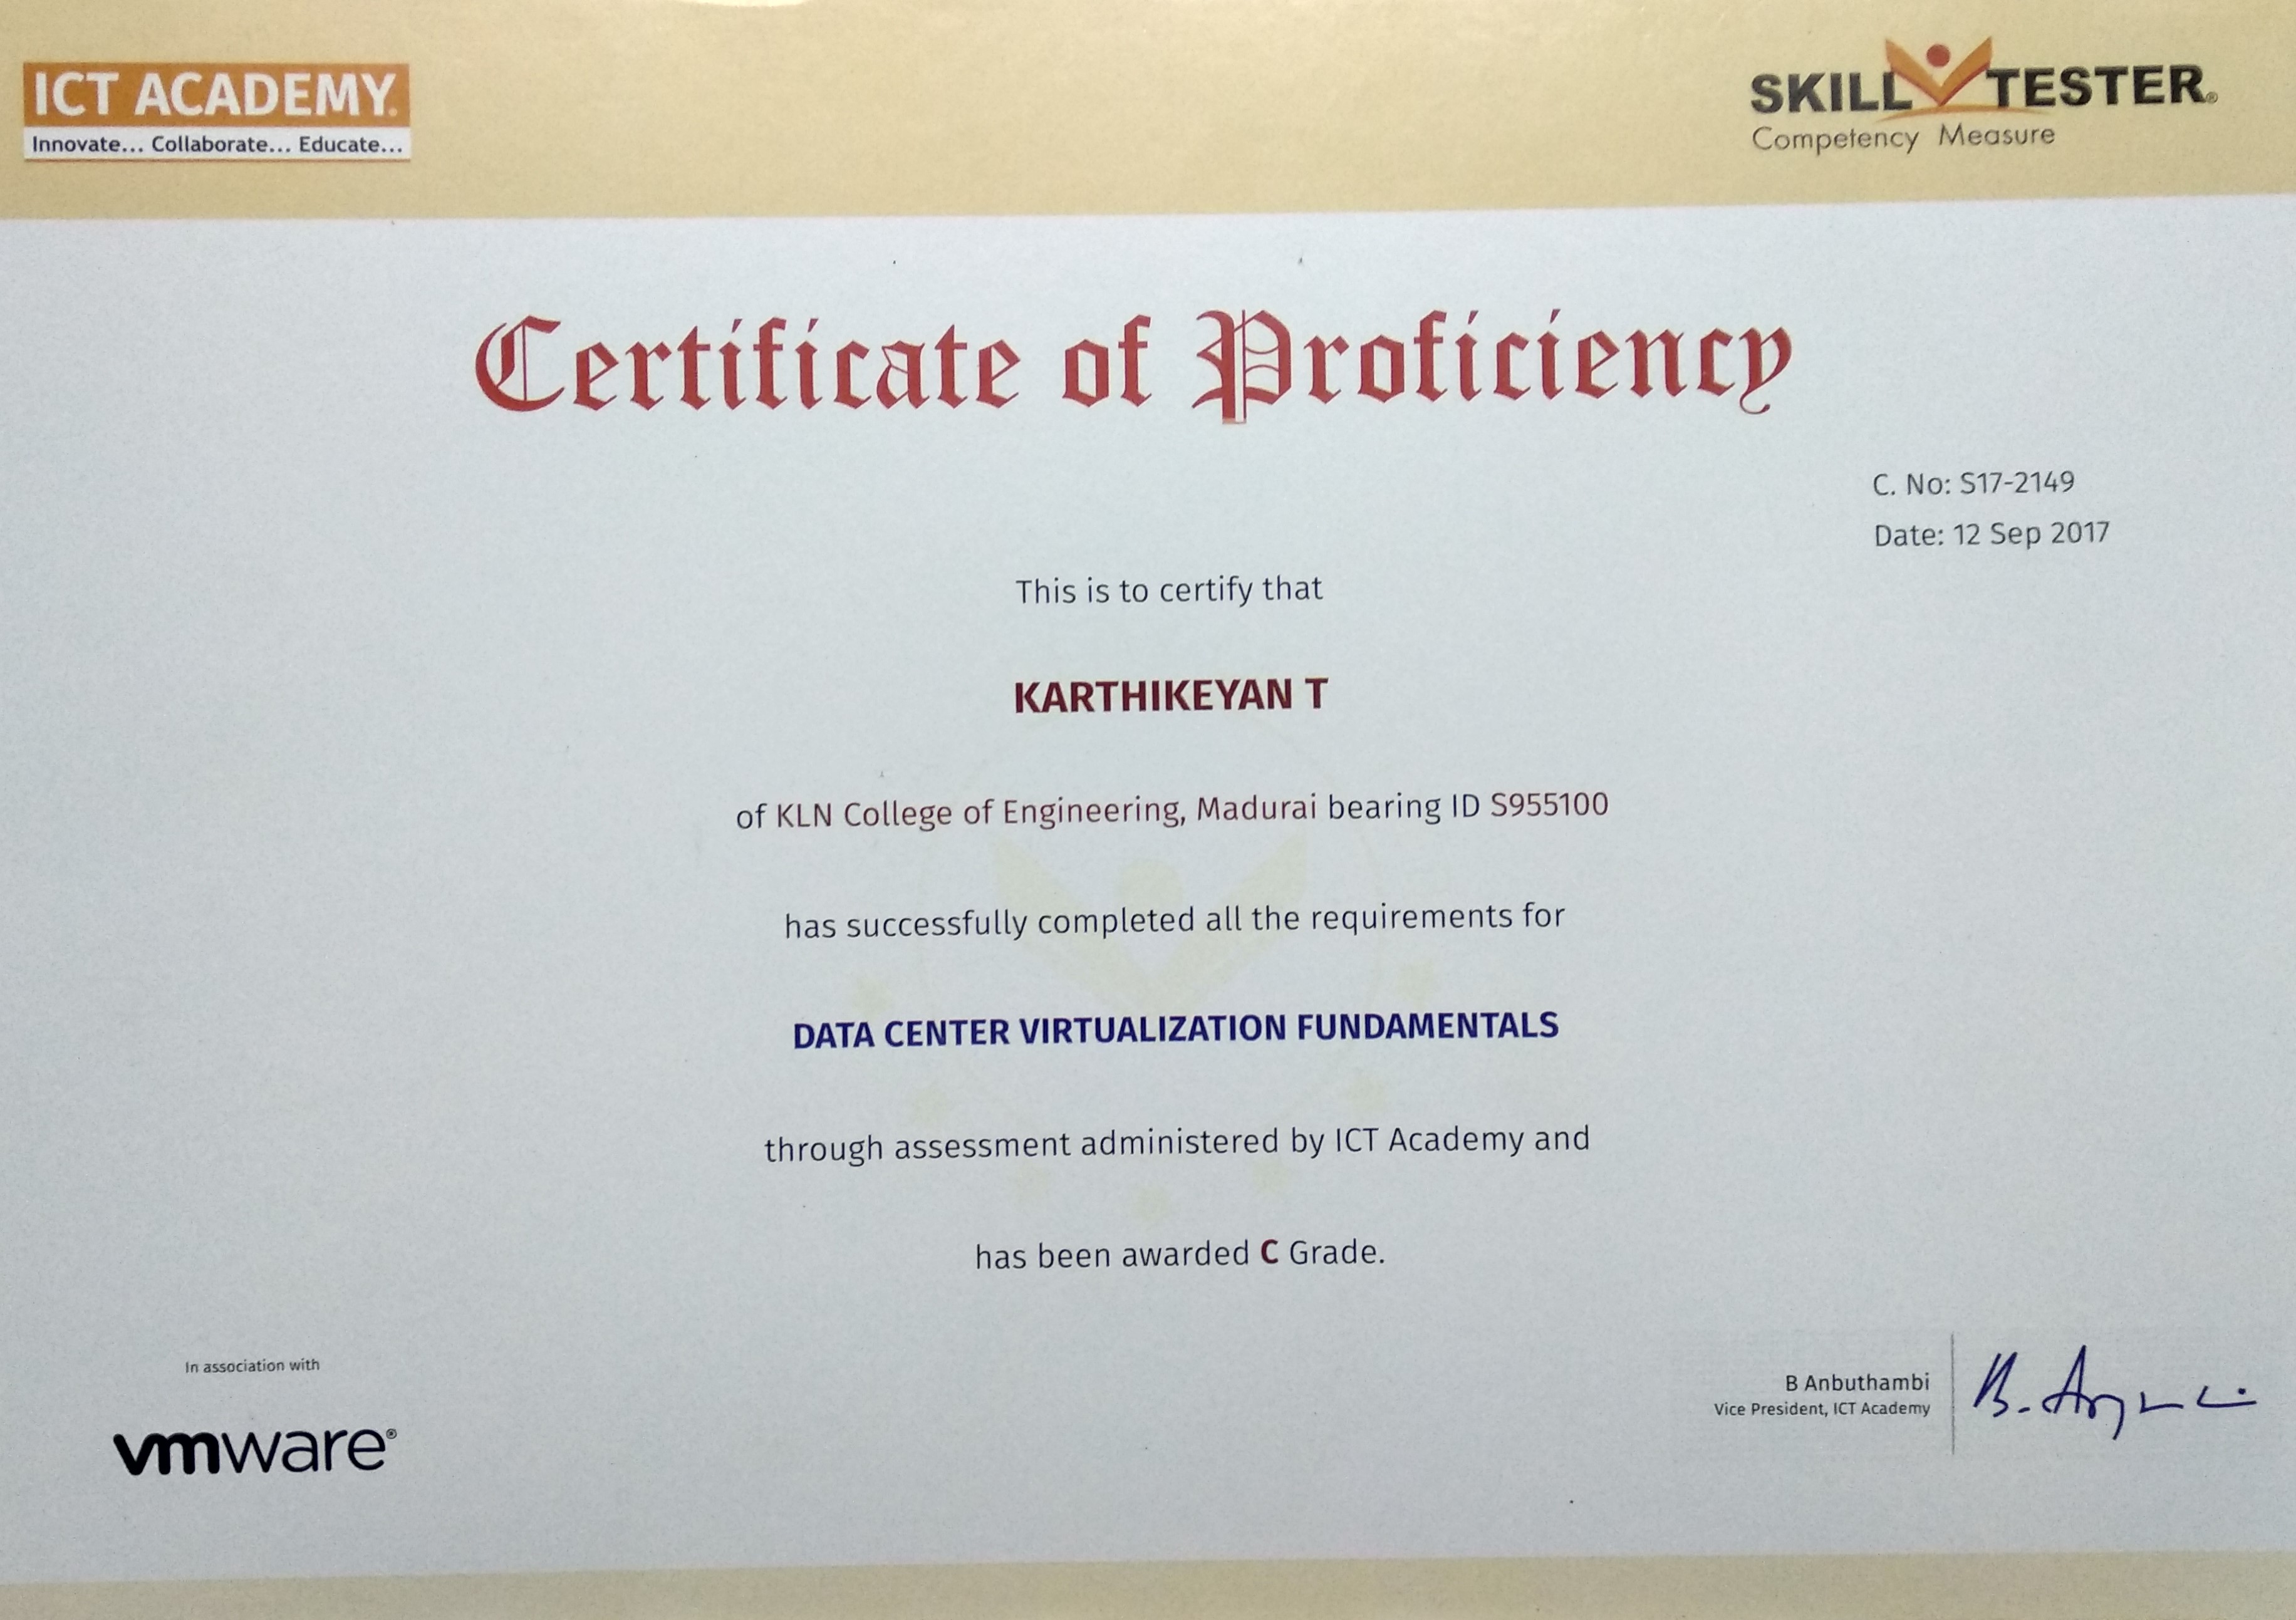 ICT ACADEMY.
Innovate... Collaborate... Educate...
SKILL TESTER®
Competency Measure
Certificate of Proficiency
C. No: S17-2149
Date: 12 Sep 2017
This is to certify that
KARTHIKEYAN T
of KLN College of Engineering, Madurai bearing ID S955100
has successfully completed all the requirements for
DATA CENTER VIRTUALIZATION FUNDAMENTALS
through assessment administered by ICT Academy and
has been awarded C Grade.
In association with
vmware®
B Anbuthambi
Vice President, ICT Academy